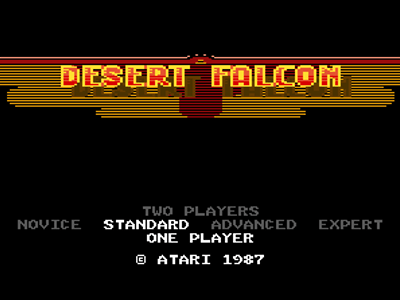 DESERT FALCON
TWO PLAYERS
NOVICE STANDARD ADVANCED EXPERT
ONE PLAYER
© ATARI 1987